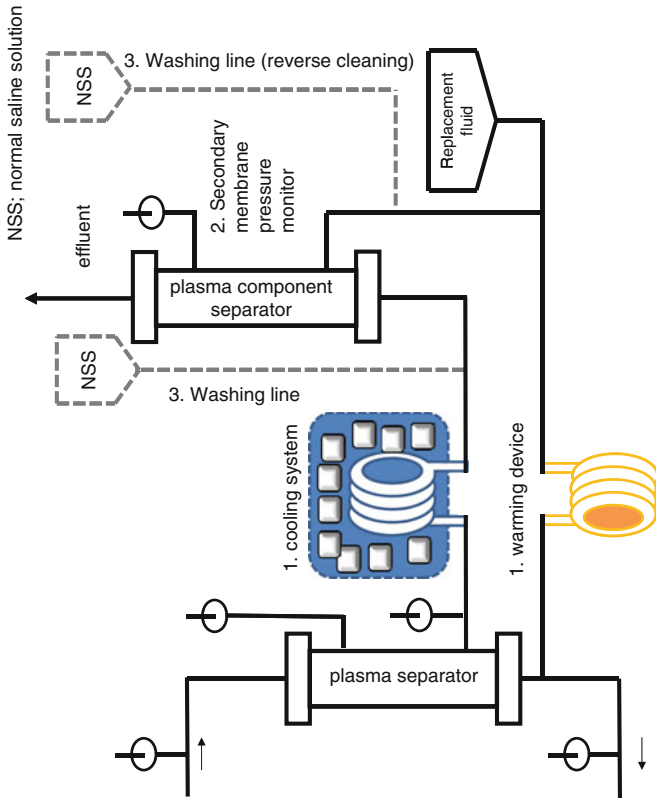 NSS; normal saline solution
NSS
3. Washing line (reverse cleaning)
effluent
2. Secondary
membrane
pressure
monitor
Replacement
fluid
plasma component
separator
NSS
3. Washing line
1. cooling system
1. warming device
plasma separator